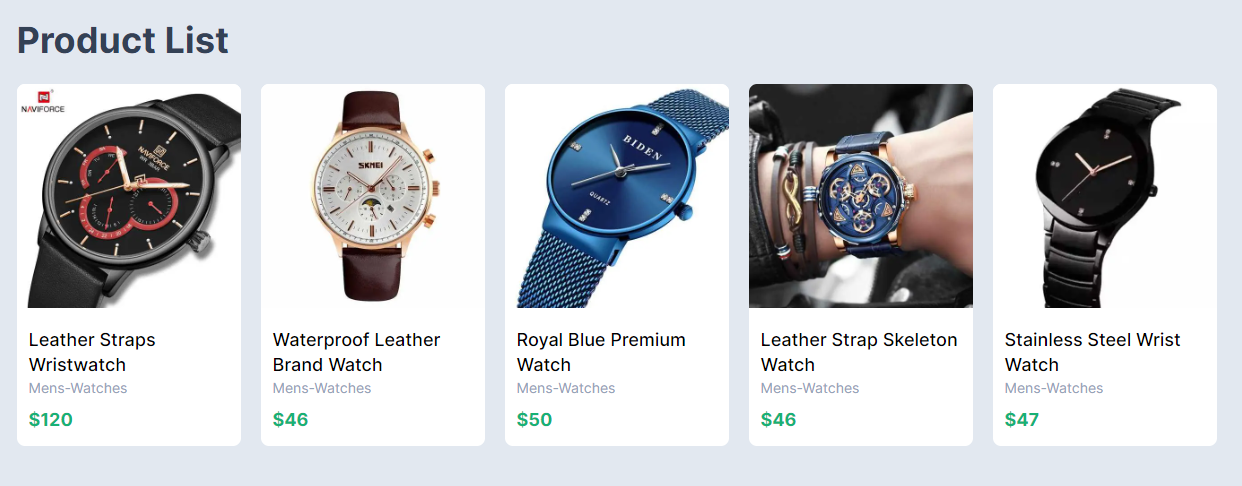 Product List
NAVIFORCE
NAVIFORCE
SKMEI
BIDEN
QUARTZ
Leather Straps
Wristwatch
Mens-Watches
$120
Waterproof Leather
Brand Watch
Mens-Watches
$46
Royal Blue Premium
Watch
Mens-Watches
$50
Leather Strap Skeleton
Watch
Mens-Watches
$46
Stainless Steel Wrist
Watch
Mens-Watches
$47